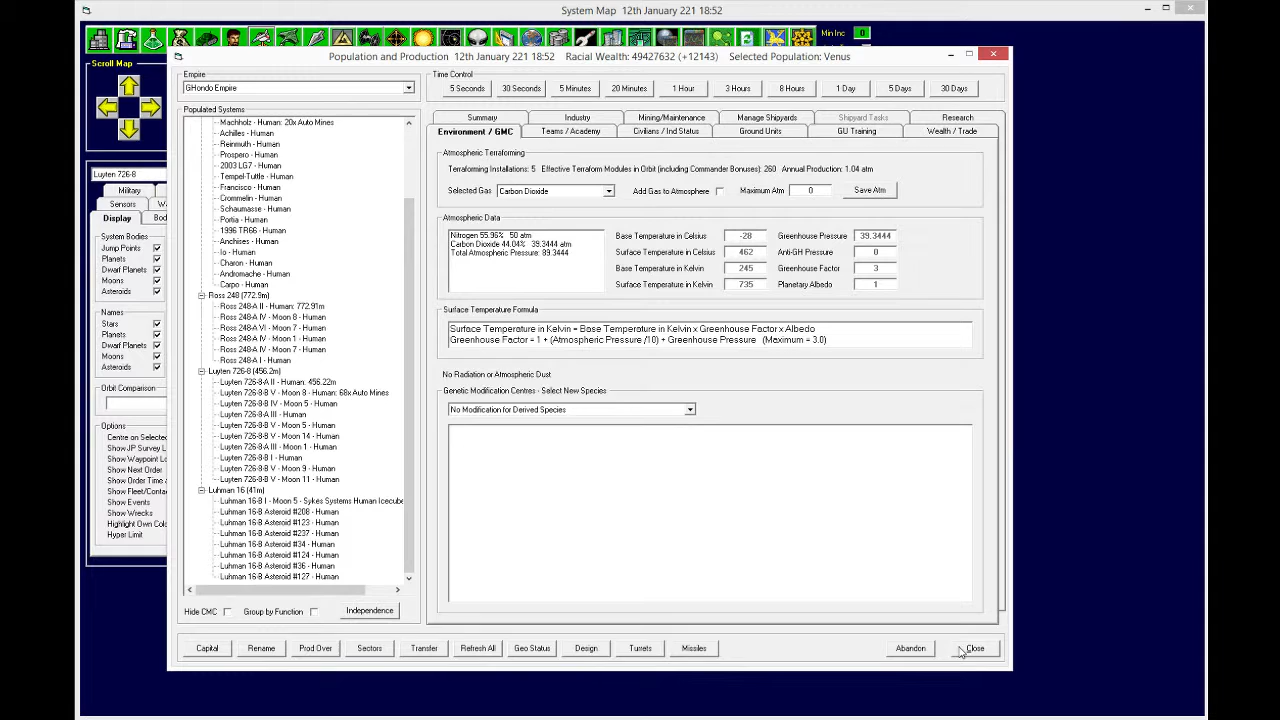 System Map 12th January 221 18:52
Min Inc
0
Scroll Map
Luyten 726-8
Military
Sensors
Display
System Bodies
Jump Points
Planets
Dwarf Planets
Moons
Asteroids
Names
Stars
Planets
Dwarf Planets
Moons
Asteroids
Orbit Comparison
Options
Centre on Selected
Show JP Survey L
Show Waypoint Lo
Show Next Order
Show Order Time a
Show Fleet/Contac
Show Events
Show Wrecks
Highlight Own Colo
Hyper Limit
Population and Production 12th January 221 18:52 Racial Wealth: 49427632 (+12143) Selected Population: Venus
Empire
GHondo Empire
Populated Systems
Machholz - Human: 20x Auto Mines
Achilles - Human
Reinmuth - Human
Prospero - Human
2003 LG7 - Human
Tempel-Tuttle - Human
Francisco - Human
Crommelin - Human
Schaumasse - Human
Portia - Human
1996 TR66 - Human
Anchises - Human
Io - Human
Charon - Human
Andromache - Human
Carpo - Human
Ross 248 (772.9m)
Ross 248-A II - Human: 772.91m
Ross 248-A IV - Moon 8 - Human
Ross 248-A VI - Moon 7 - Human
Ross 248-A IV - Moon 1 - Human
Ross 248-A IV - Moon 7 - Human
Ross 248-A I - Human
Luyten 726-8 (456.2m)
Luyten 726-8-A II - Human: 456.22m
Luyten 726-8-B V - Moon 8 - Human: 68x Auto Mines
Luyten 726-8-B IV - Moon 5 - Human
Luyten 726-8-A III - Human
Luyten 726-8-B V - Moon 5 - Human
Luyten 726-8-B V - Moon 14 - Human
Luyten 726-8-A III - Moon 1 - Human
Luyten 726-8-B I - Human
Luyten 726-8-B V - Moon 9 - Human
Luyten 726-8-B V - Moon 11 - Human
Luhman 16 (41m)
Luhman 16-B I - Moon 5 - Sykes Systems Human Icecube
Luhman 16-B Asteroid #208 - Human
Luhman 16-B Asteroid #123 - Human
Luhman 16-B Asteroid #237 - Human
Luhman 16-B Asteroid #34 - Human
Luhman 16-B Asteroid #124 - Human
Luhman 16-B Asteroid #36 - Human
Luhman 16-B Asteroid #127 - Human
Hide CMC
Group by Function
Independence
Time Control
5 Seconds 30 Seconds 5 Minutes 20 Minutes 1 Hour 3 Hours 8 Hours 1 Day 5 Days 30 Days
Summary Industry Mining/Maintenance Manage Shipyards Shipyard Tasks Research
Environment / GMC Teams / Academy Civilians / Ind Status Ground Units GU Training Wealth / Trade
Atmospheric Terraforming
Terraforming Installations: 5 Effective Terraform Modules in Orbit (including Commander Bonuses): 260 Annual Production: 1.04 atm
Selected Gas Carbon Dioxide Add Gas to Atmosphere Maximum Atm 0 Save Atm
Atmospheric Data
Nitrogen 55.96% 50 atm
Carbon Dioxide 44.04% 39.3444 atm
Total Atmospheric Pressure: 89.3444
Base Temperature in Celsius -28 Greenhouse Pressure 39.3444
Surface Temperature in Celsius 462 Anti-GH Pressure 0
Base Temperature in Kelvin 245 Greenhouse Factor 3
Surface Temperature in Kelvin 735 Planetary Albedo 1
Surface Temperature Formula
Surface Temperature in Kelvin = Base Temperature in Kelvin x Greenhouse Factor x Albedo
Greenhouse Factor = 1 + (Atmospheric Pressure /10) + Greenhouse Pressure (Maximum = 3.0)
No Radiation or Atmospheric Dust
Genetic Modification Centres - Select New Species
No Modification for Derived Species
Capital Rename Prod Over Sectors Transfer Refresh All Geo Status Design Turrets Missiles Abandon Close